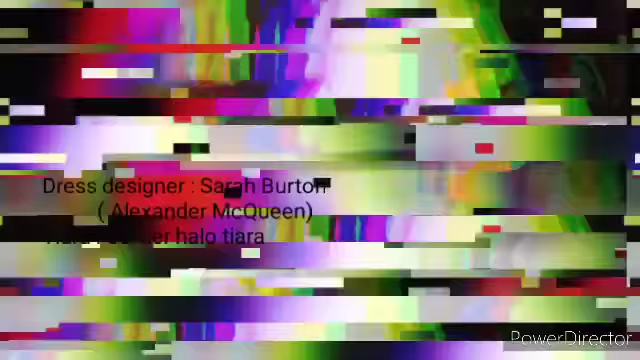 Dress designer : Sarah Burton
( Alexander McQueen)
halo tiara
PowerDirector